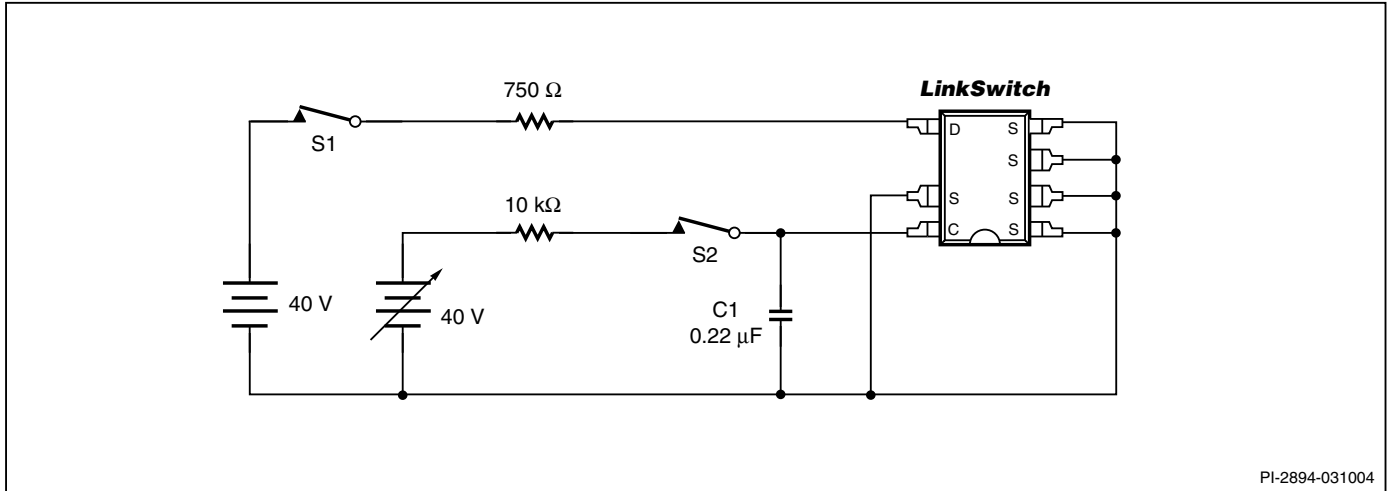 750 Ω
LinkSwitch
S1
D
S
S
10 kΩ
S
S
S2
C
S
40 V
40 V
C1
0.22 μF
PI-2894-031004